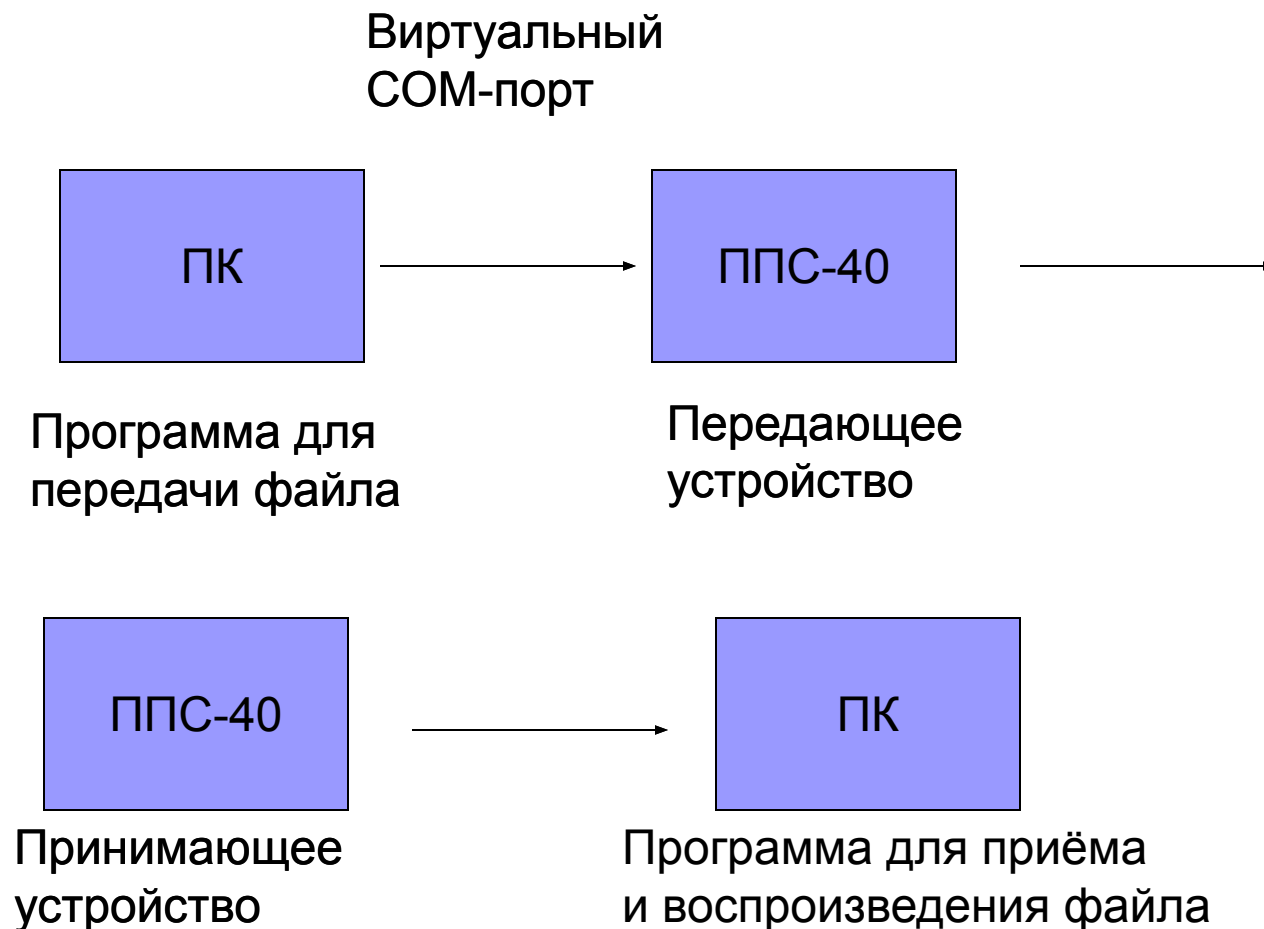 Виртуальный
COM-порт
ПК
ППС-40
Программа для
передачи файла
Передающее
устройство
ППС-40
ПК
Принимающее
устройство
Программа для приёма
и воспроизведения файла